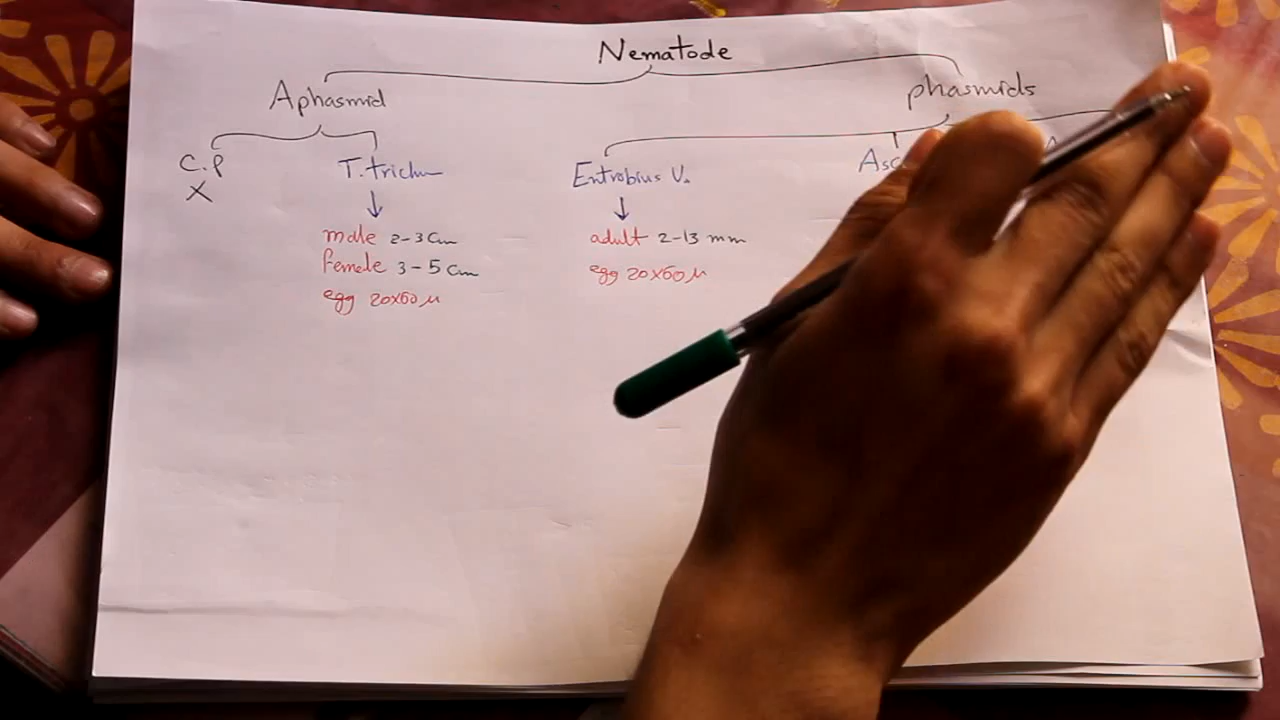 Nematode
Aphasmid
phasmids
C.P
X
T.trichu
Entrobius V.
Asc
male 2-3 Cm
female 3-5 Cm
egg 20x60 µ
adult 2-13 mm
egg 20x60 µ